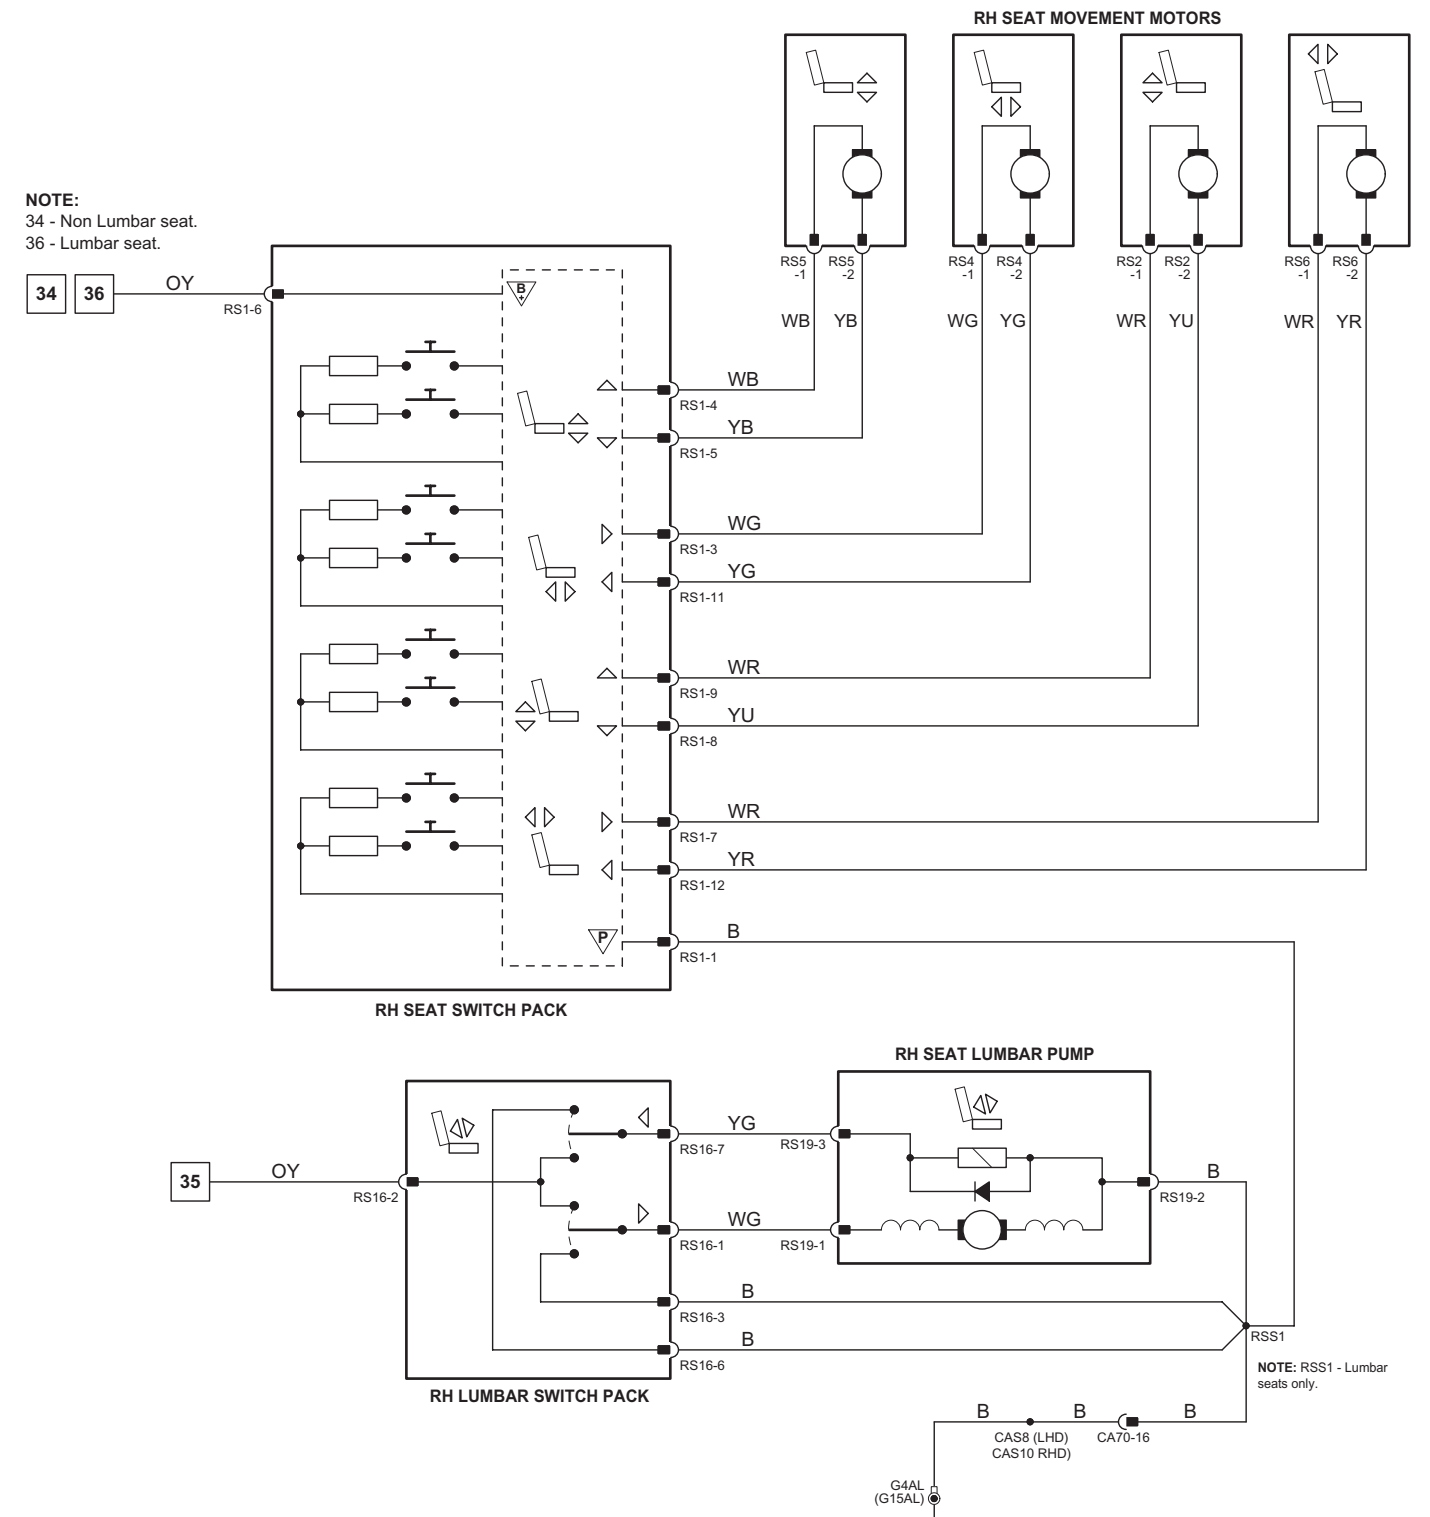 RH SEAT MOVEMENT MOTORS
NOTE:
34 - Non Lumbar seat.
36 - Lumbar seat.
34 36 OY RS1-6
B
+
RS5 RS5 RS4 RS4 RS2 RS2 RS6 RS6
-1 -2 -1 -2 -1 -2 -1 -2
WB YB WG YG WR YU WR YR
WB
RS1-4
YB
RS1-5
WG
RS1-3
YG
RS1-11
WR
RS1-9
YU
RS1-8
WR
RS1-7
YR
RS1-12
P
B
RS1-1
RH SEAT SWITCH PACK
RH SEAT LUMBAR PUMP
YG
RS16-7 RS19-3
35 OY RS16-2
B
RS19-2
WG
RS16-1 RS19-1
B
RS16-3
RSS1
B
RS16-6
NOTE: RSS1 - Lumbar
seats only.
RH LUMBAR SWITCH PACK
B B B
CAS8 (LHD) CA70-16
CAS10 RHD)
G4AL
(G15AL)